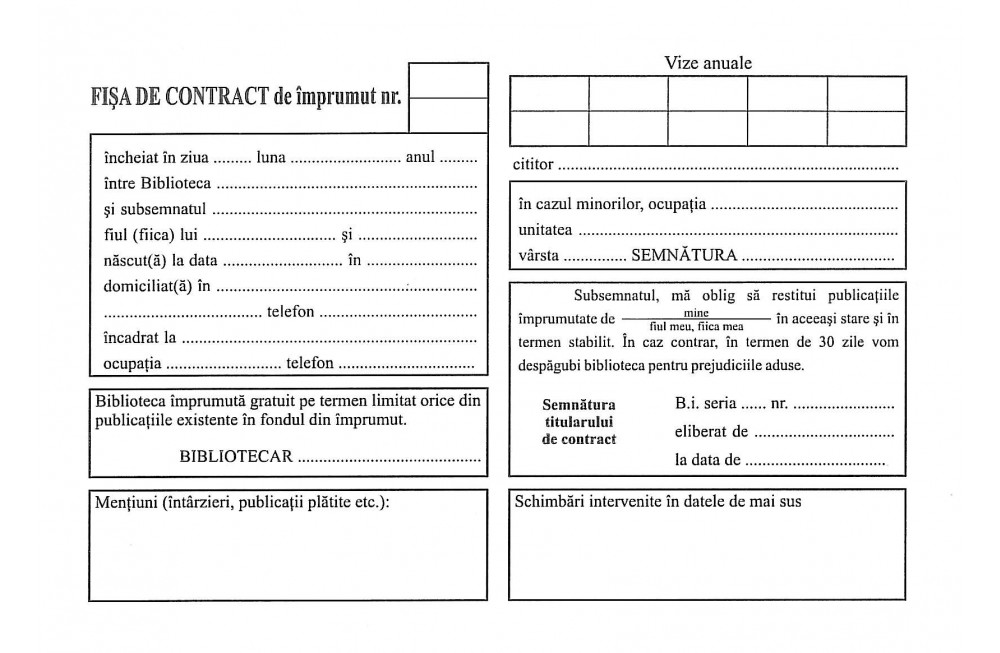 FIȘA DE CONTRACT de împrumut nr.
încheiat în ziua ......... luna .......................... anul .........
între Biblioteca ..............................................................
și subsemnatul ...............................................................
fiul (fiica) lui ............................... și ............................
născut(ă) la data ............................ în ..........................
domiciliat(ă) în ..............................................................
..................................... telefon .....................................
încadrat la ......................................................................
ocupația ........................... telefon ................................
Biblioteca împrumută gratuit pe termen limitat orice din
publicațiile existente în fondul din împrumut.
BIBLIOTECAR ...........................................
Mențiuni (întârzieri, publicații plătite etc.):
Vize anuale
cititor ................................................................................
în cazul minorilor, ocupația ............................................
unitatea ...........................................................................
vârsta ............... SEMNĂTURA ....................................
Subsemnatul, mă oblig să restitui publicațiile
împrumutate de mine / fiul meu, fiica mea în aceeași stare și în
termen stabilit. În caz contrar, în termen de 30 zile vom
despăgubi biblioteca pentru prejudiciile aduse.
Semnătura
titularului
de contract
B.i. seria ...... nr. ........................
eliberat de .................................
la data de .................................
Schimbări intervenite în datele de mai sus